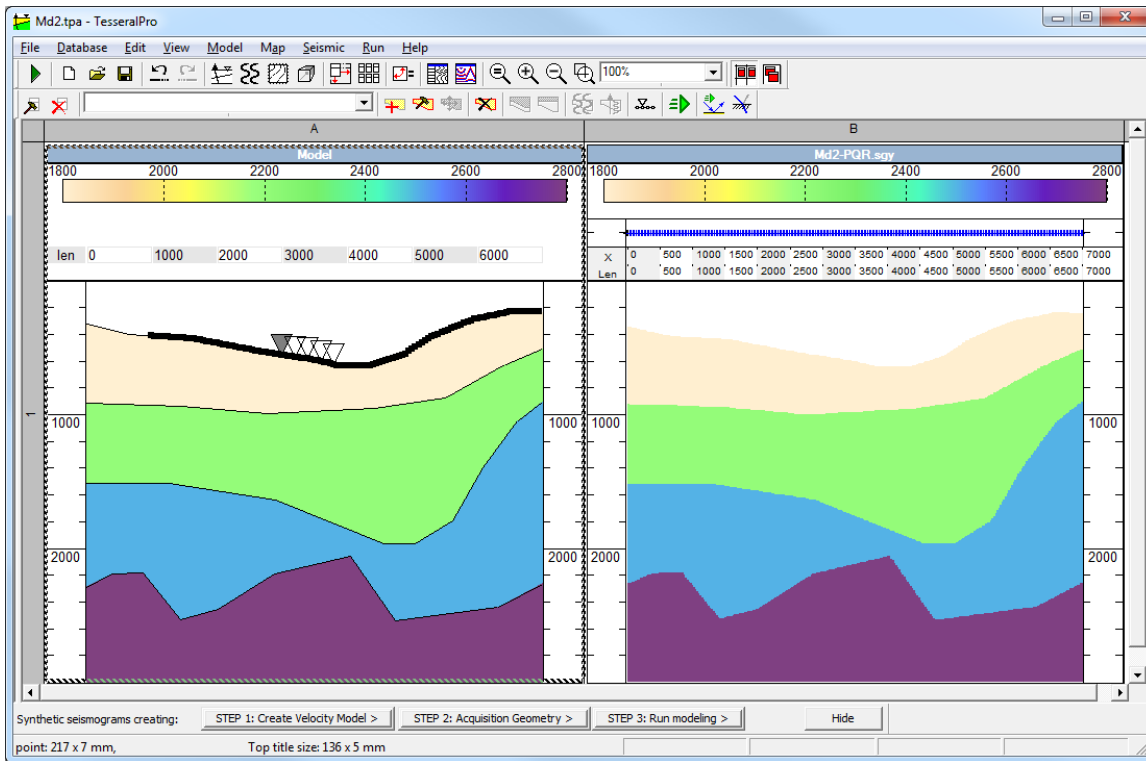 Md2.tpa - TesseralPro
File Database Edit View Model Map Seismic Run Help
100%
A B
Model Md2-PQR.sgy
1800 2000 2200 2400 2600 2800 1800 2000 2200 2400 2600 2800
len 0 1000 2000 3000 4000 5000 6000
X 0 500 1000 1500 2000 2500 3000 3500 4000 4500 5000 5500 6000 6500 7000
Len 0 500 1000 1500 2000 2500 3000 3500 4000 4500 5000 5500 6000 6500 7000
1
1000 1000 1000 1000
2000 2000 2000 2000
Synthetic seismograms creating: STEP 1: Create Velocity Model > STEP 2: Acquisition Geometry > STEP 3: Run modeling > Hide
point: 217 x 7 mm, Top title size: 136 x 5 mm